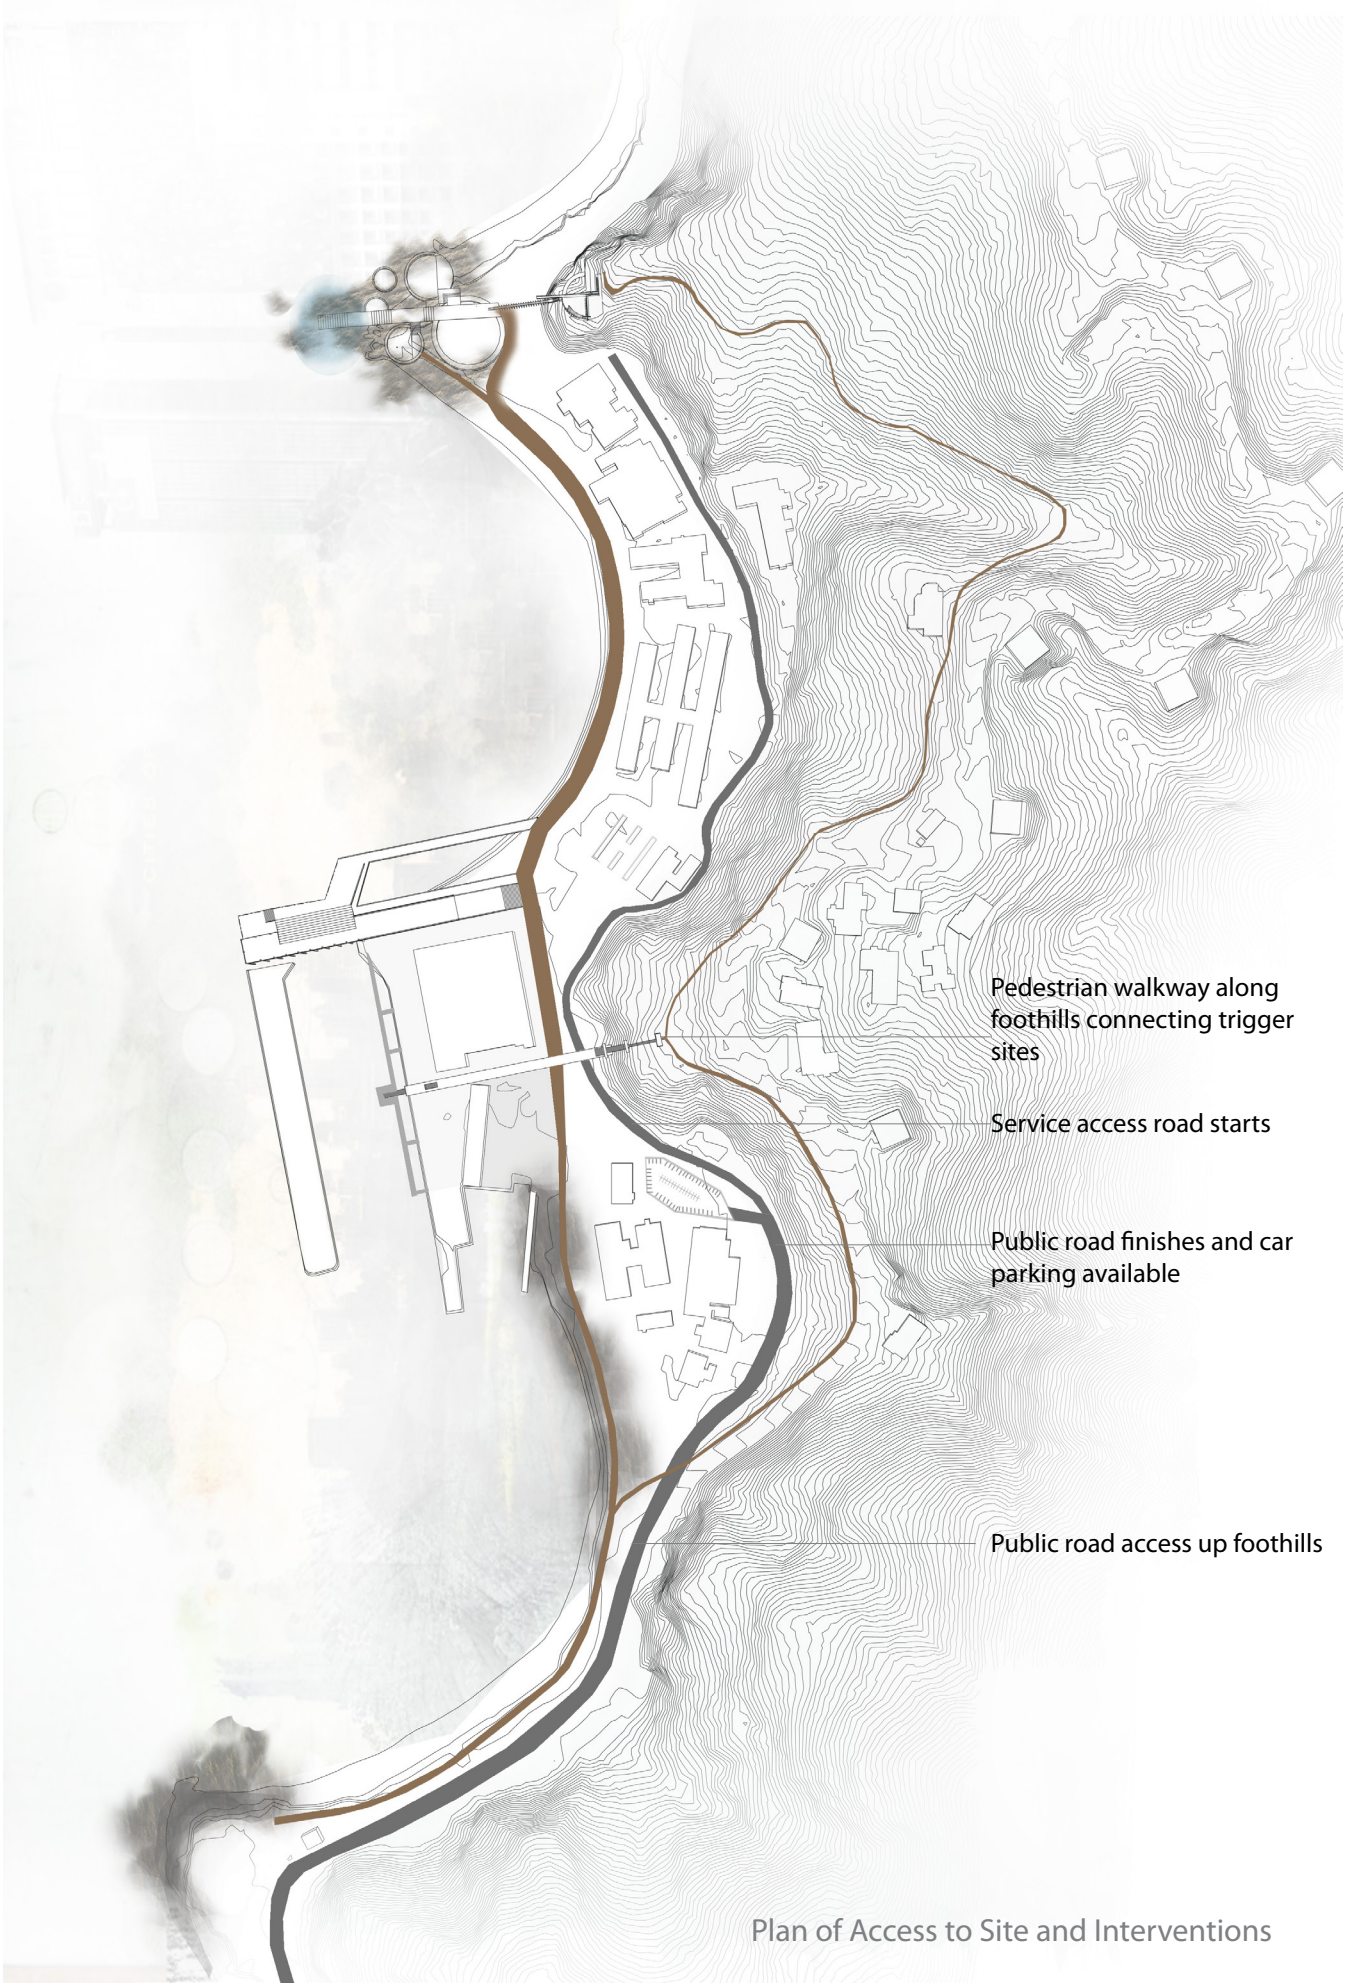 Pedestrian walkway along
foothills connecting trigger
sites
Service access road starts
Public road finishes and car
parking available
Public road access up foothills
Plan of Access to Site and Interventions